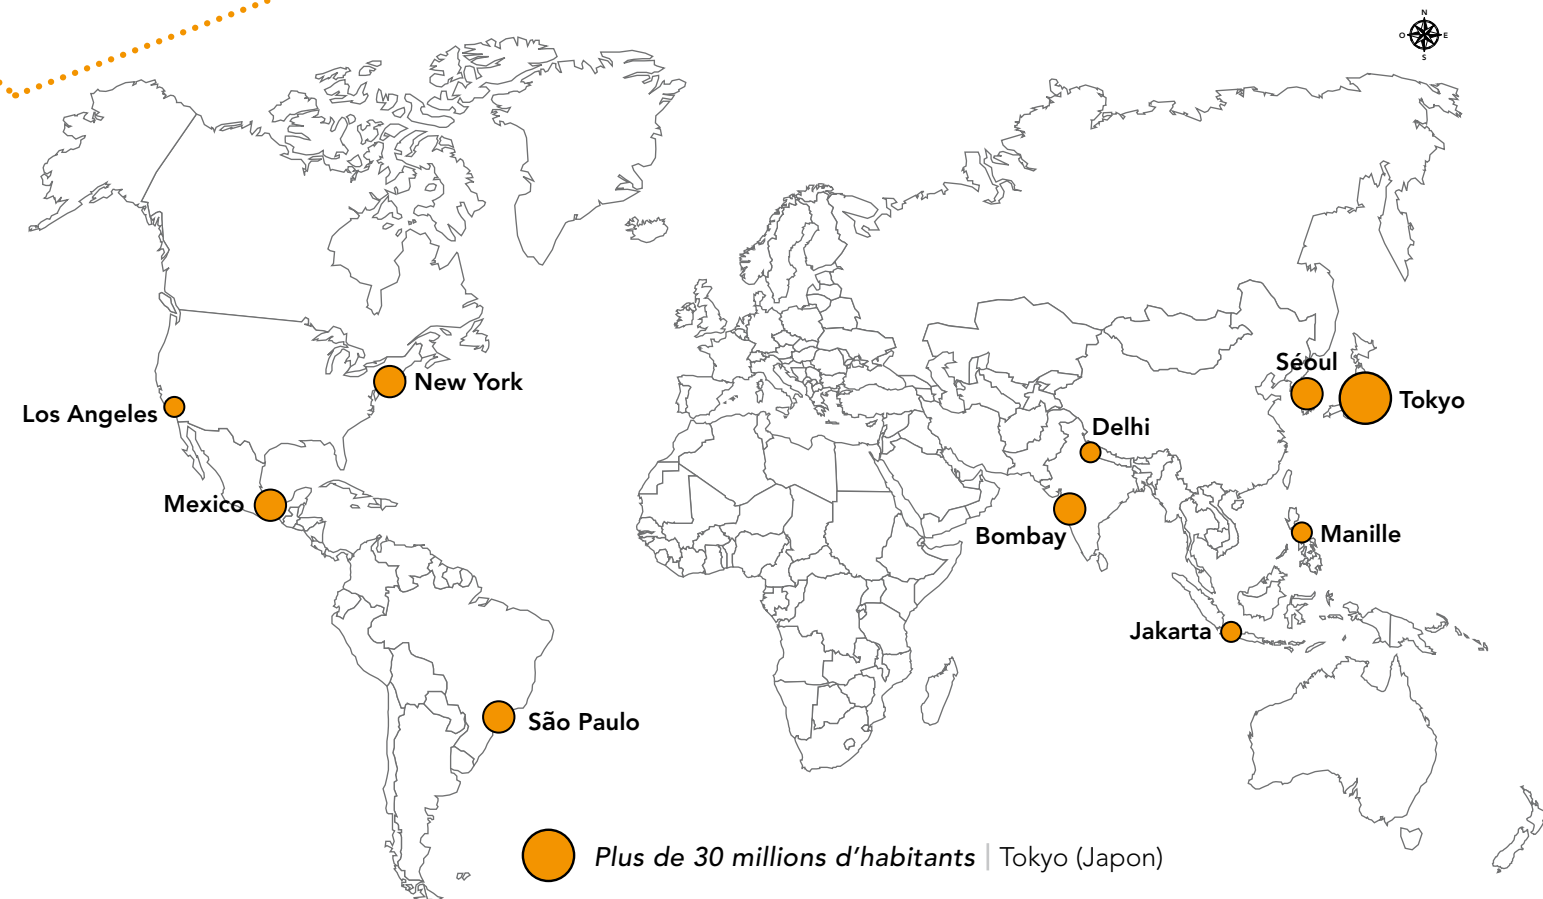 N
O E
S
Séoul
New York
Tokyo
Los Angeles
Delhi
Mexico
Bombay
Manille
Jakarta
São Paulo
Plus de 30 millions d'habitants | Tokyo (Japon)